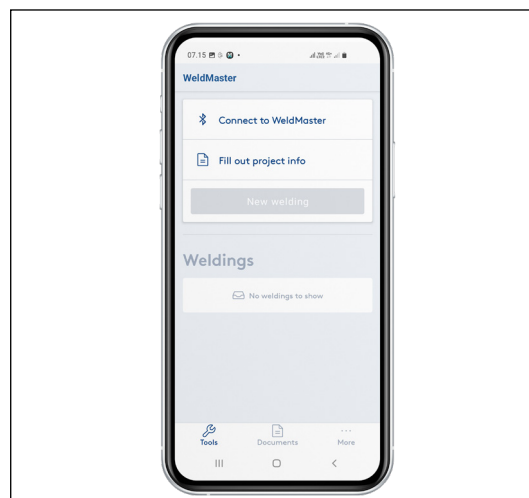 07.15
WeldMaster
Connect to WeldMaster
Fill out project info
New welding
Weldings
No weldings to show
Tools
Documents
More